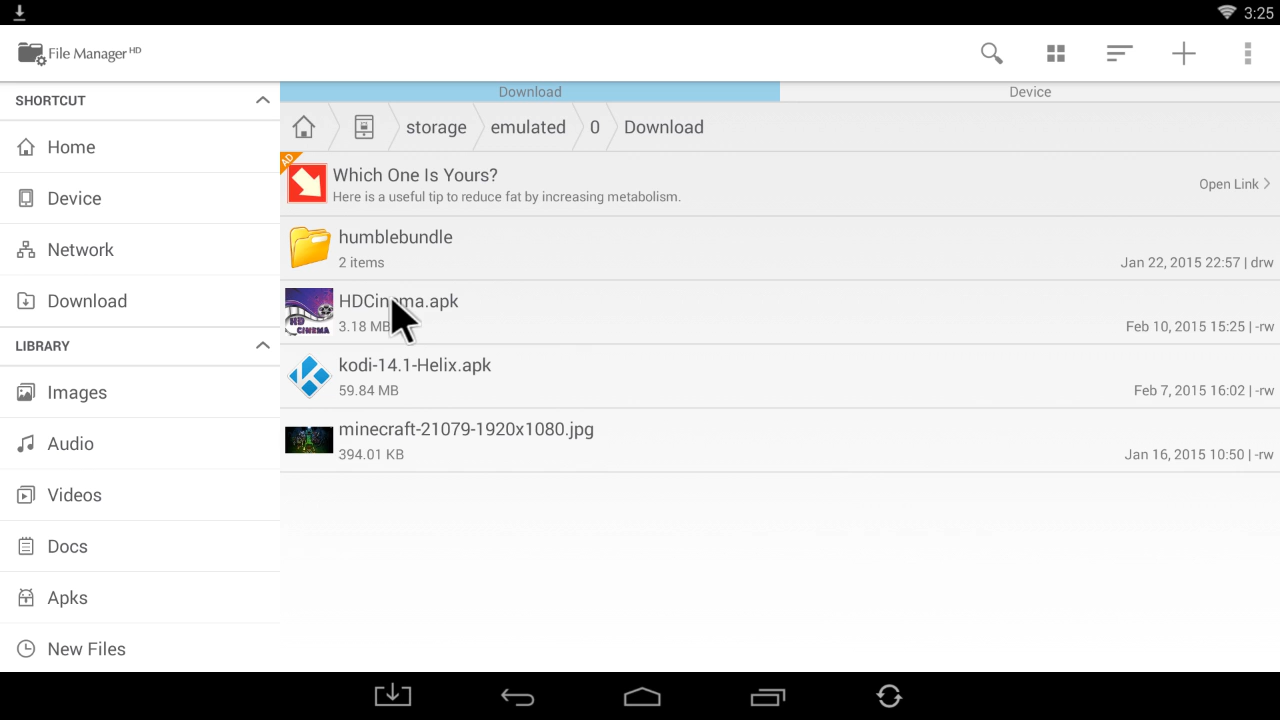 3:25
File Manager HD
SHORTCUT
Home
Device
Network
Download
LIBRARY
Images
Audio
Videos
Docs
Apks
New Files
Download
Device
storage
emulated
0
Download
AD
Which One Is Yours?
Here is a useful tip to reduce fat by increasing metabolism.
Open Link
humblebundle
2 items
Jan 22, 2015 22:57 | drw
HD CINEMA
HDCinema.apk
3.18 MB
Feb 10, 2015 15:25 | -rw
kodi-14.1-Helix.apk
59.84 MB
Feb 7, 2015 16:02 | -rw
minecraft-21079-1920x1080.jpg
394.01 KB
Jan 16, 2015 10:50 | -rw